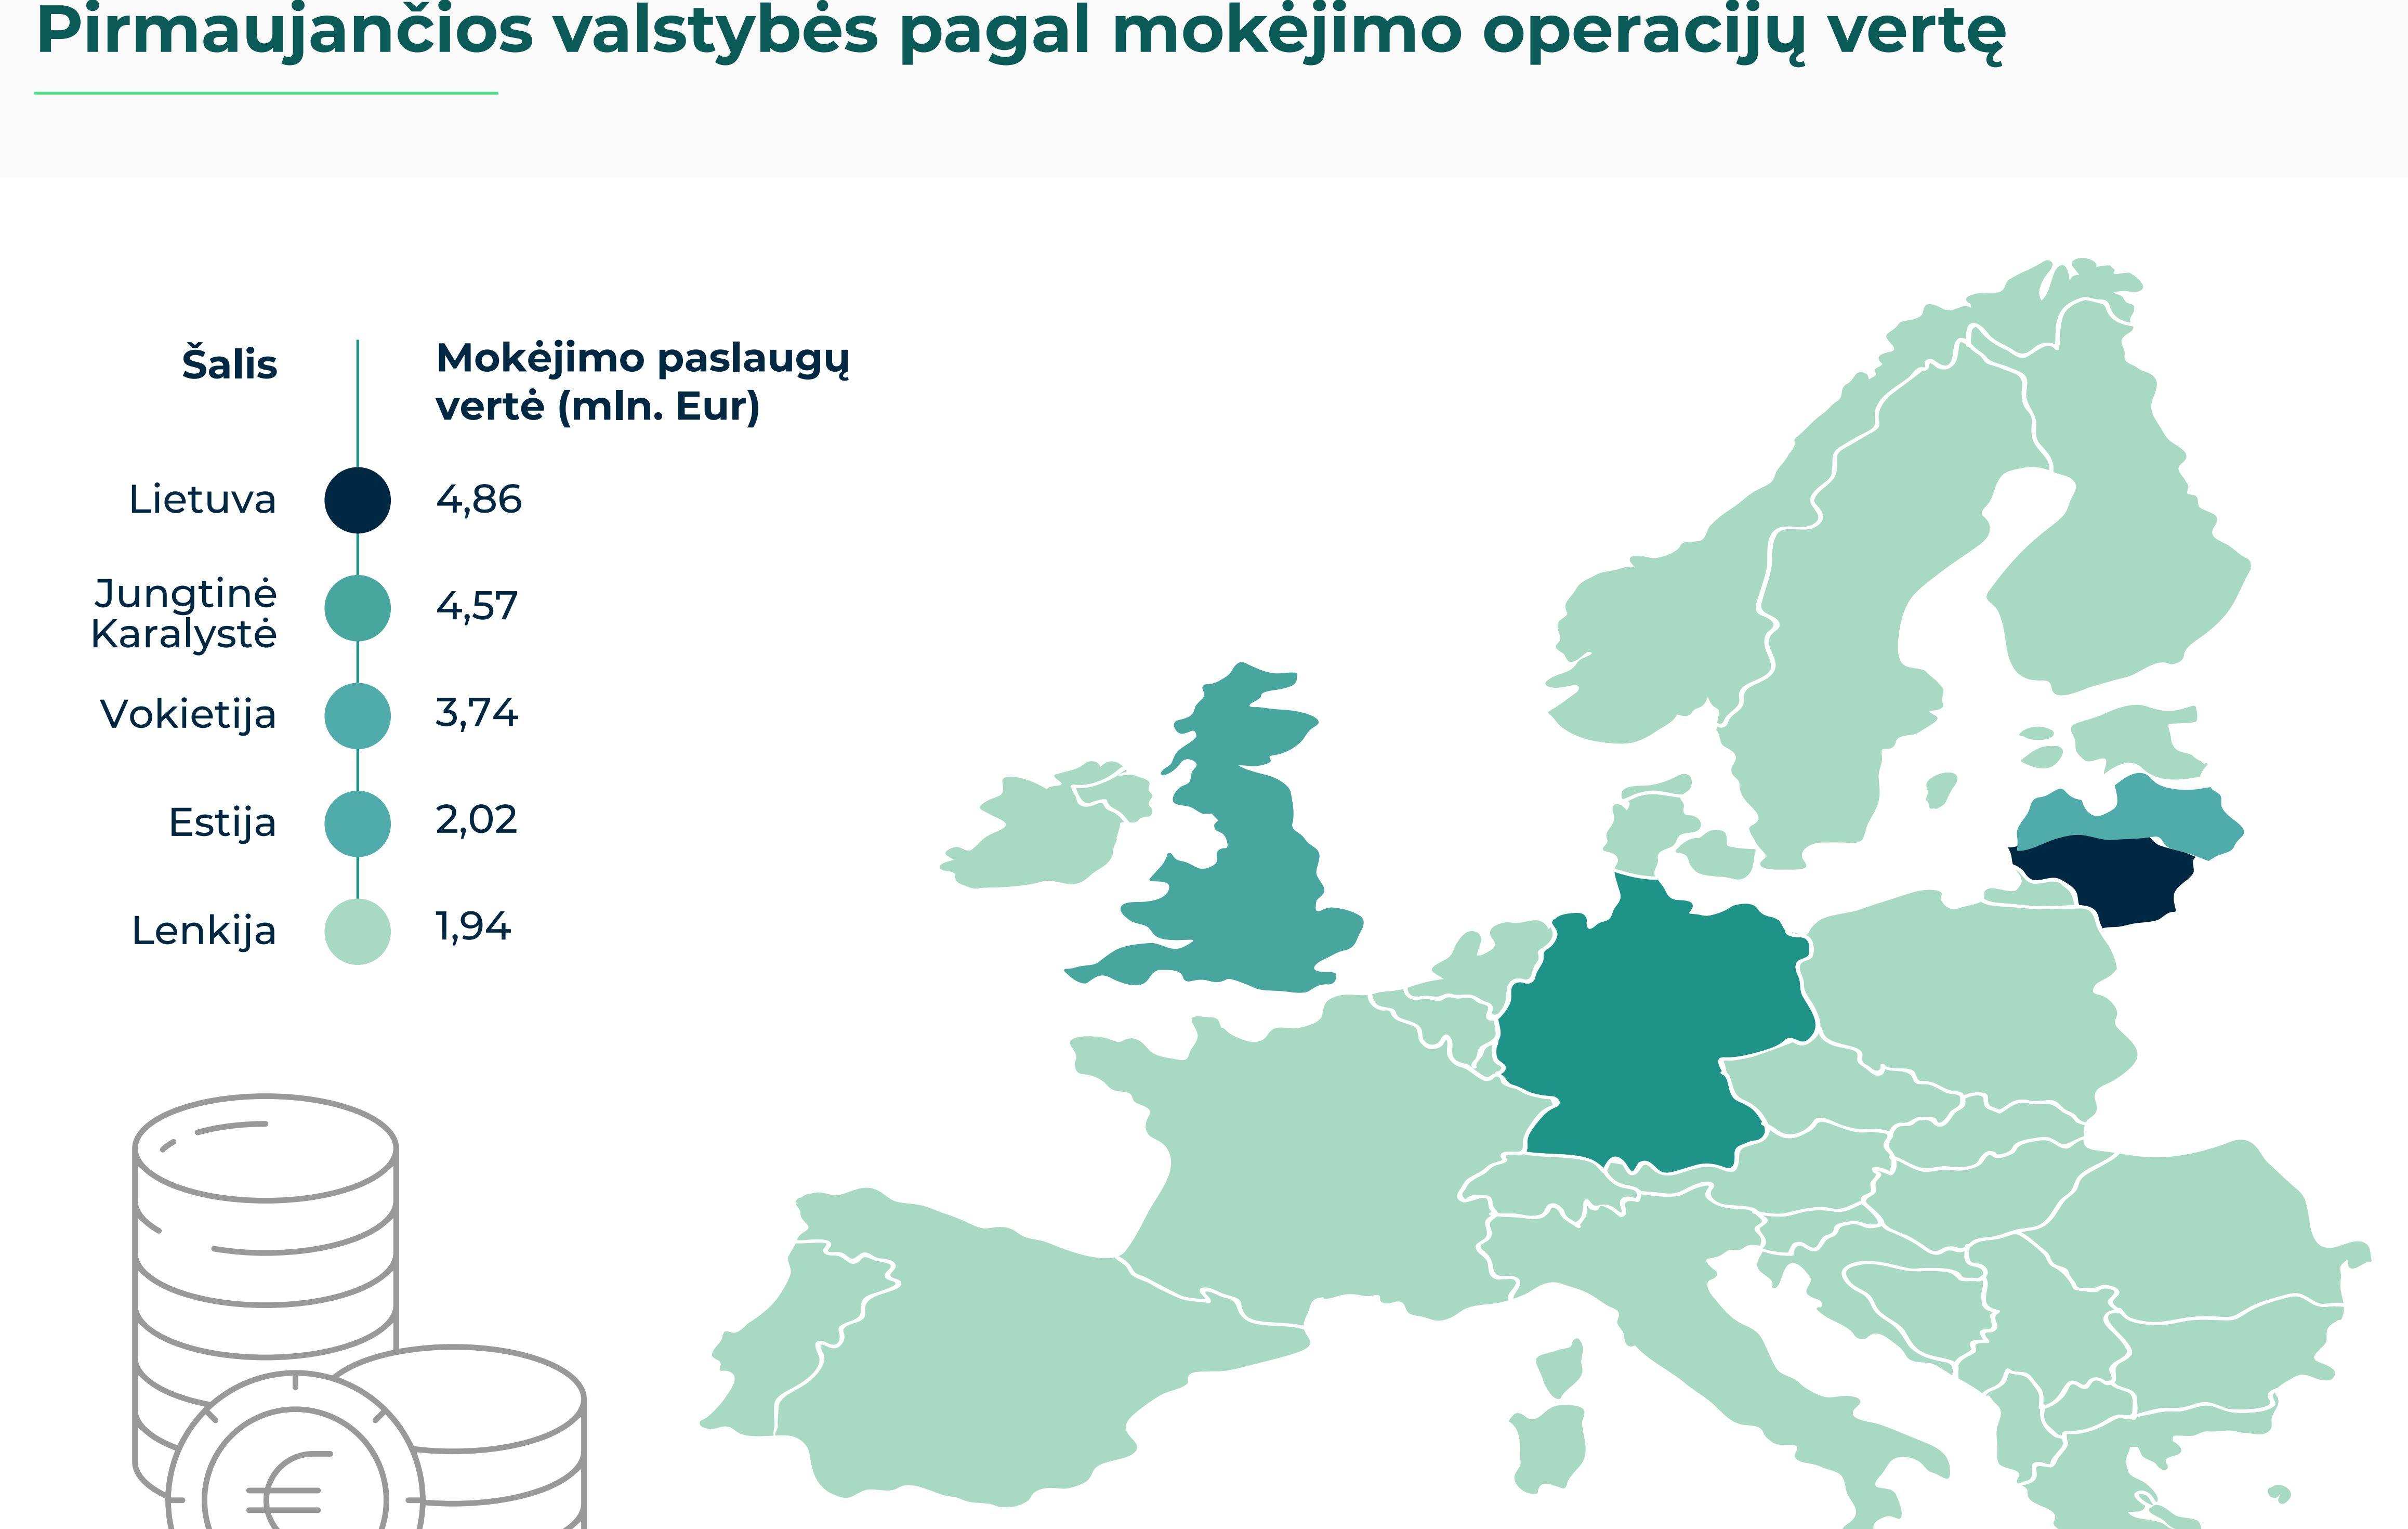 Pirmaujančios valstybės pagal mokėjimo operacijų vertę
Šalis
Mokėjimo paslaugų
vertė (mln. Eur)
Lietuva
4,86
Jungtinė
Karalystė
4,57
Vokietija
3,74
Estija
2,02
Lenkija
1,94
€